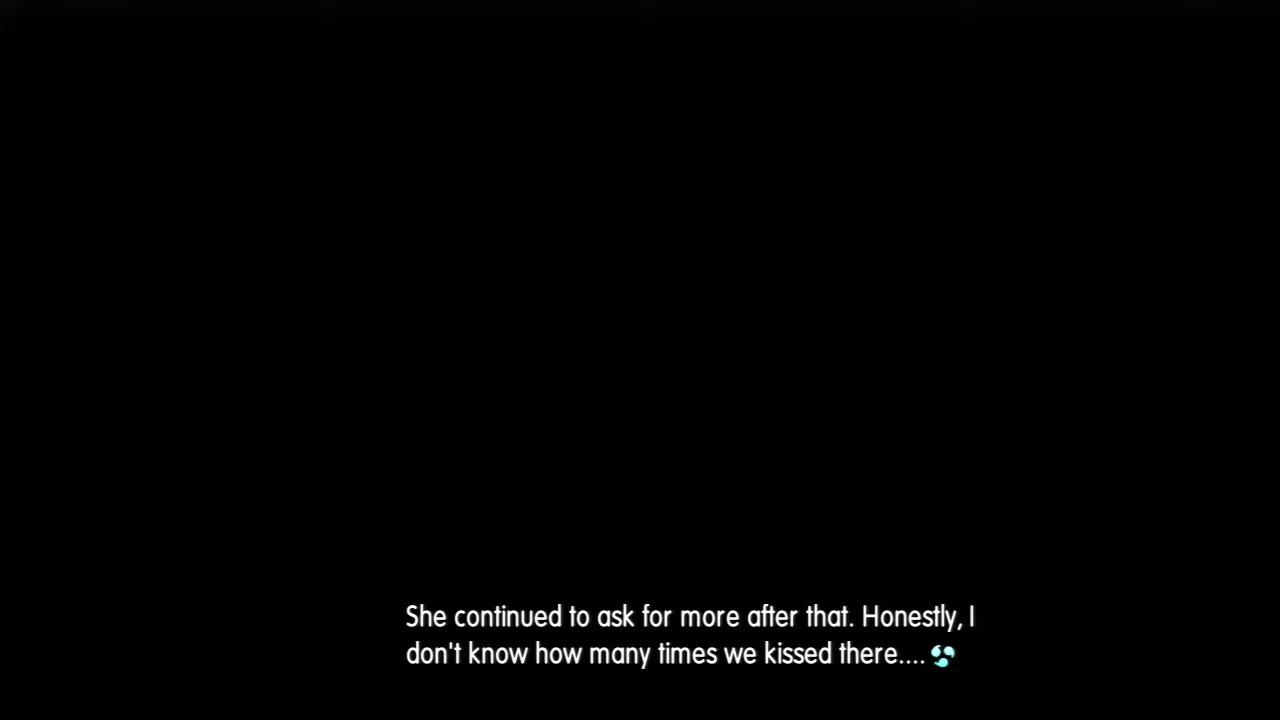 She continued to ask for more after that. Honestly, I
don't know how many times we kissed there....